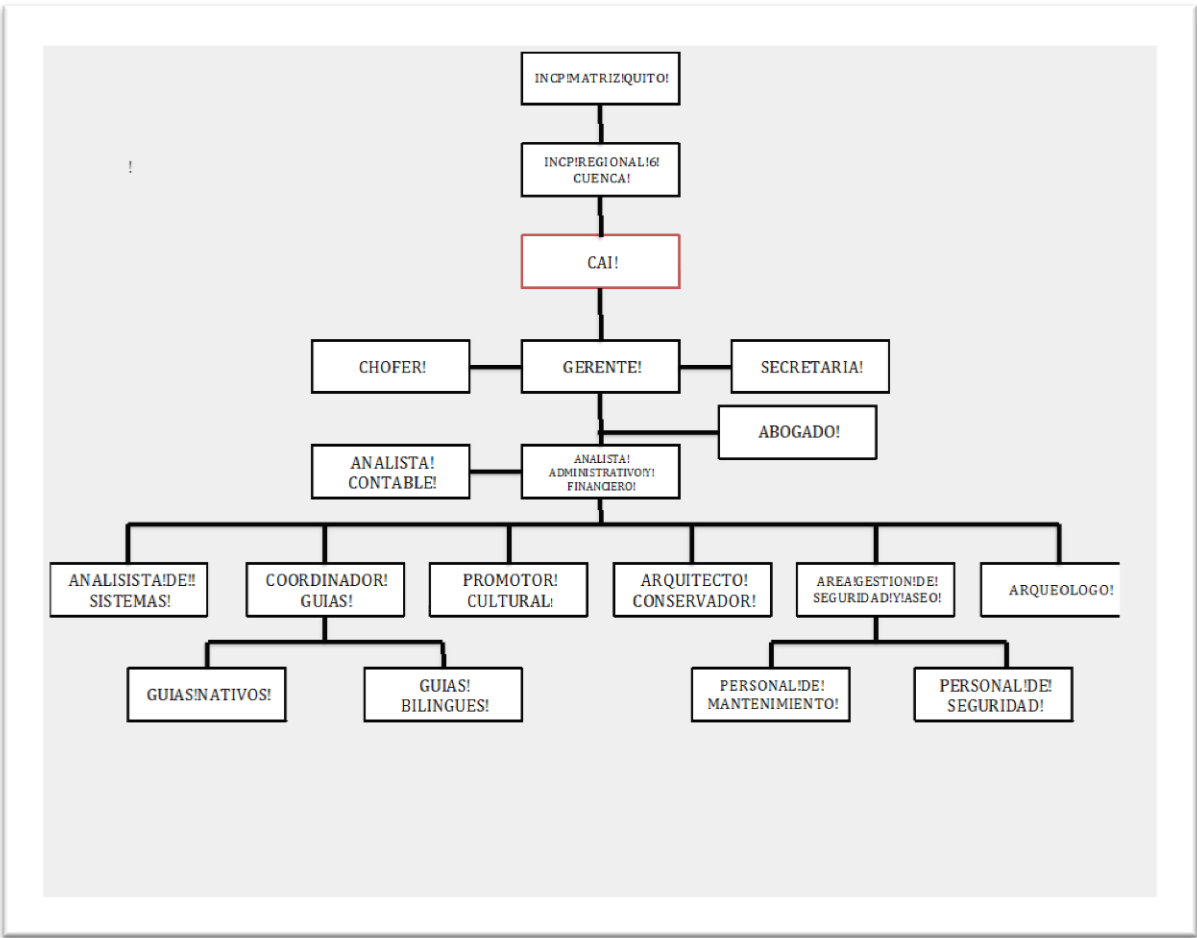 INCP!MATRIZ!QUITO!
!
INCP!REGIONAL!6!
CUENCA!
CAI!
CHOFER!
GERENTE!
SECRETARIA!
ABOGADO!
ANALISTA!
CONTABLE!
ANALISTA!
ADMINISTRATIVO!Y!
FINANCIERO!
ANALISISTA!DE!!
SISTEMAS!
COORDINADOR!
GUIAS!
PROMOTOR!
CULTURAL!
ARQUITECTO!
CONSERVADOR!
AREA!GESTION!DE!
SEGURIDAD!Y!ASEO!
ARQUEOLOGO!
GUIAS!NATIVOS!
GUIAS!
BILINGUES!
PERSONAL!DE!
MANTENIMIENTO!
PERSONAL!DE!
SEGURIDAD!